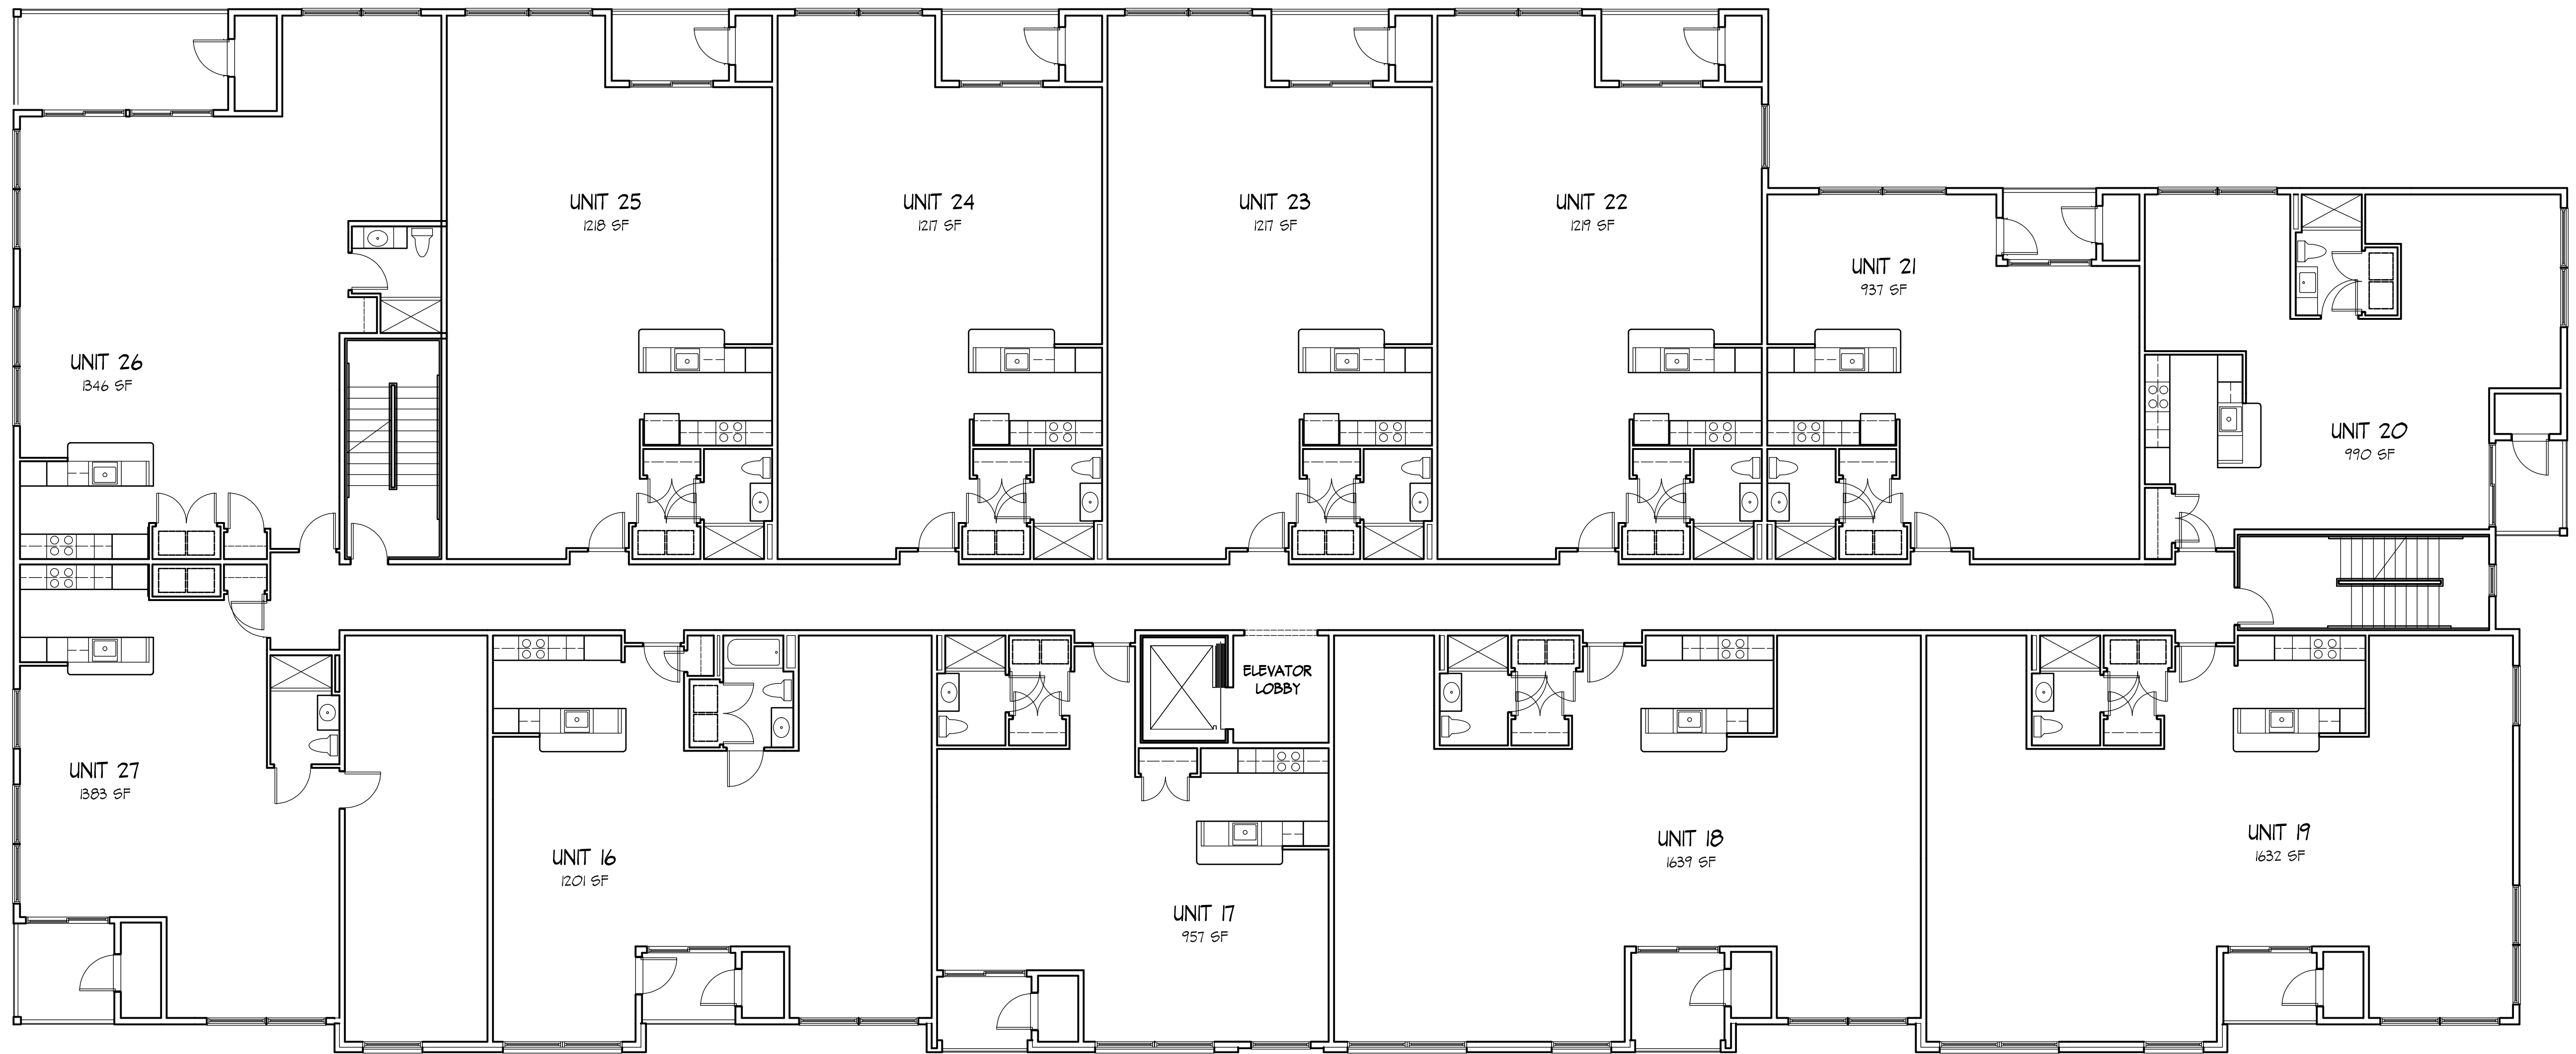 UNIT 25
1218 SF
UNIT 24
1217 SF
UNIT 23
1217 SF
UNIT 22
1219 SF
UNIT 21
937 SF
UNIT 26
1346 SF
UNIT 20
990 SF
ELEVATOR
LOBBY
UNIT 27
1383 SF
UNIT 16
1201 SF
UNIT 17
957 SF
UNIT 18
1639 SF
UNIT 19
1632 SF